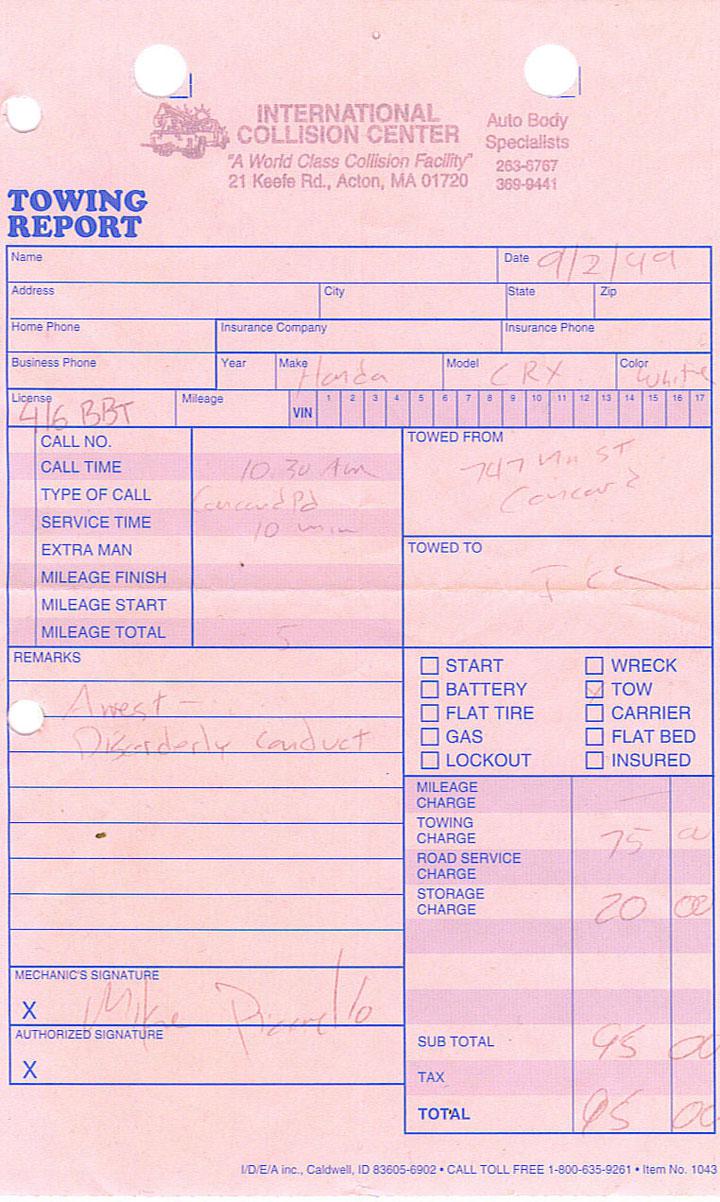 INTERNATIONAL
COLLISION CENTER
"A World Class Collision Facility"
21 Keefe Rd., Acton, MA 01720
Auto Body
Specialists
263-6767
369-9441
TOWING
REPORT
Name
Date 9/2/99
Address City State Zip
Home Phone Insurance Company Insurance Phone
Business Phone Year Make Honda Model CRX Color White
License 416 BBT Mileage VIN 1 2 3 4 5 6 7 8 9 10 11 12 13 14 15 16 17
CALL NO.
CALL TIME 10.30 Am
TYPE OF CALL Concord Pd
SERVICE TIME 10 min
EXTRA MAN
MILEAGE FINISH
MILEAGE START
MILEAGE TOTAL 5
TOWED FROM
747 Mn ST
Concord
TOWED TO
REMARKS
Arrest -
Disorderly conduct
START WRECK
BATTERY TOW
FLAT TIRE CARRIER
GAS FLAT BED
LOCKOUT INSURED
MILEAGE
CHARGE
TOWING
CHARGE 75
ROAD SERVICE
CHARGE
STORAGE
CHARGE 20 00
MECHANIC'S SIGNATURE
X Mike
AUTHORIZED SIGNATURE
X
SUB TOTAL 95 00
TAX
TOTAL 95 00
I/D/E/A inc., Caldwell, ID 83605-6902 • CALL TOLL FREE 1-800-635-9261 • Item No. 1043